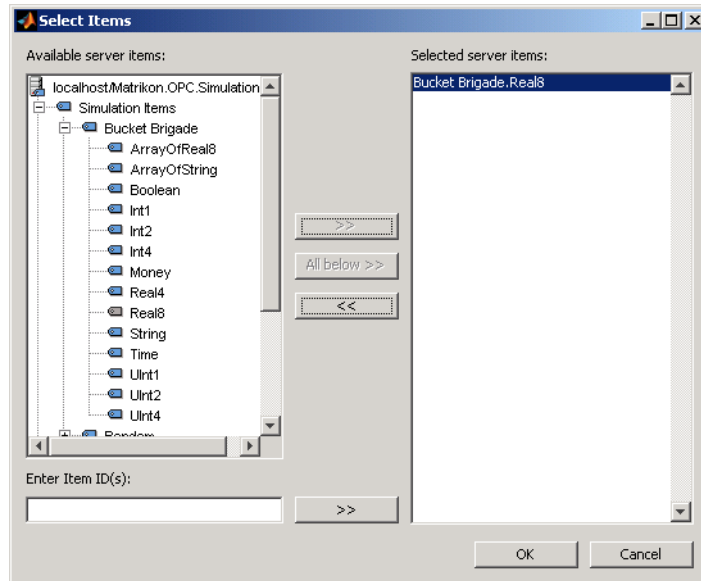 Select Items
Available server items:
Selected server items:
localhost/Matrikon.OPC.Simulation
Simulation Items
Bucket Brigade
ArrayOfReal8
ArrayOfString
Boolean
Int1
Int2
Int4
Money
Real4
Real8
String
Time
UInt1
UInt2
UInt4
Random
Bucket Brigade.Real8
>>
All below >>
<<
Enter Item ID(s):
>>
OK
Cancel